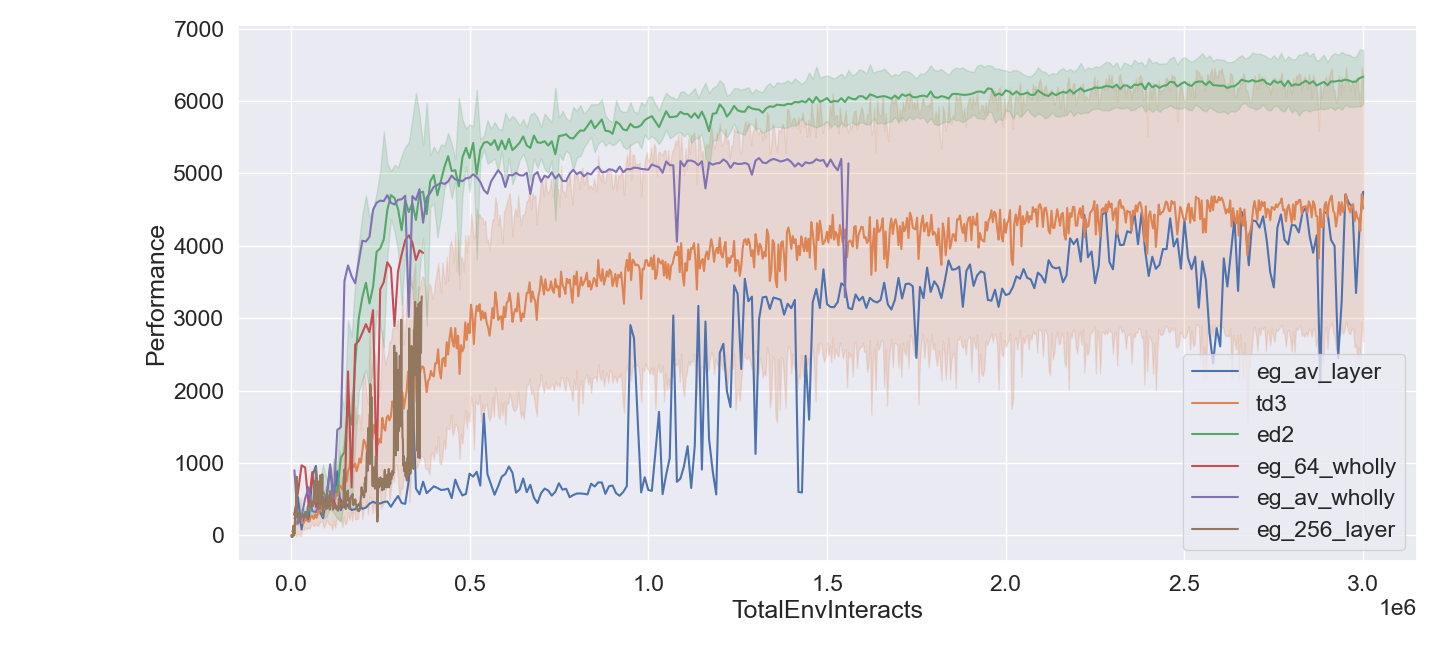 7000
6000
5000
4000
3000
2000
1000
0
Performance
0.0
0.5
1.0
1.5
2.0
2.5
3.0
1e6
TotalEnvInteracts
eg_av_layer
td3
ed2
eg_64_wholly
eg_av_wholly
eg_256_layer